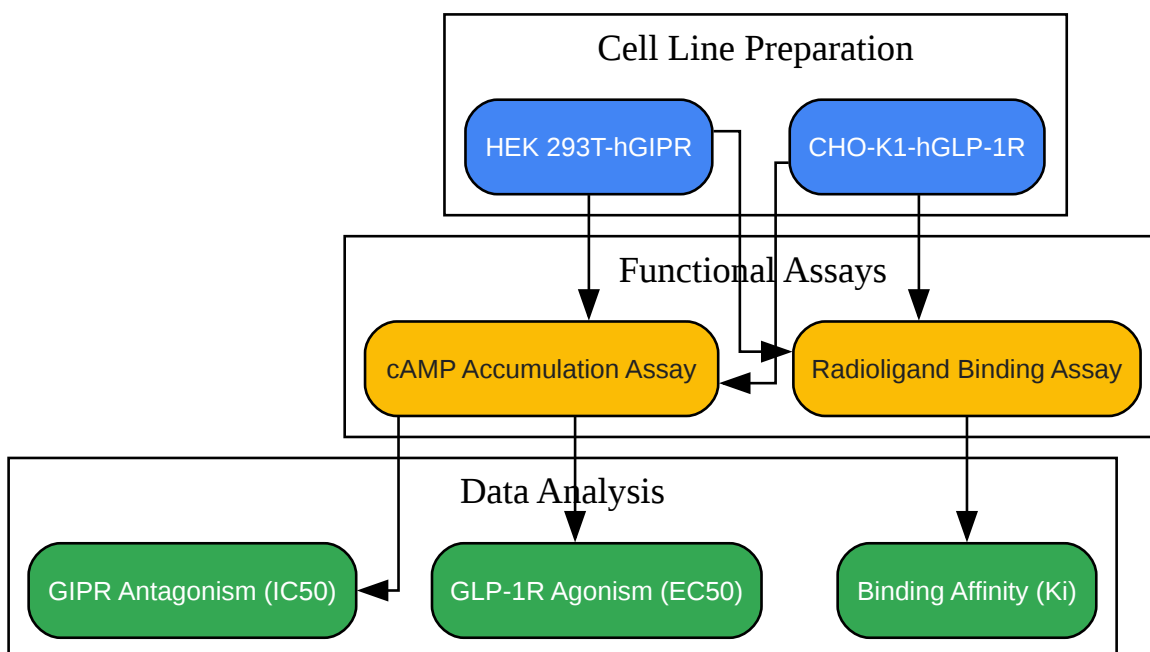 Cell Line Preparation
HEK 293T-hGIPR
CHO-K1-hGLP-1R
Functional Assays
cAMP Accumulation Assay
Radioligand Binding Assay
Data Analysis
GIPR Antagonism (IC50)
GLP-1R Agonism (EC50)
Binding Affinity (Ki)